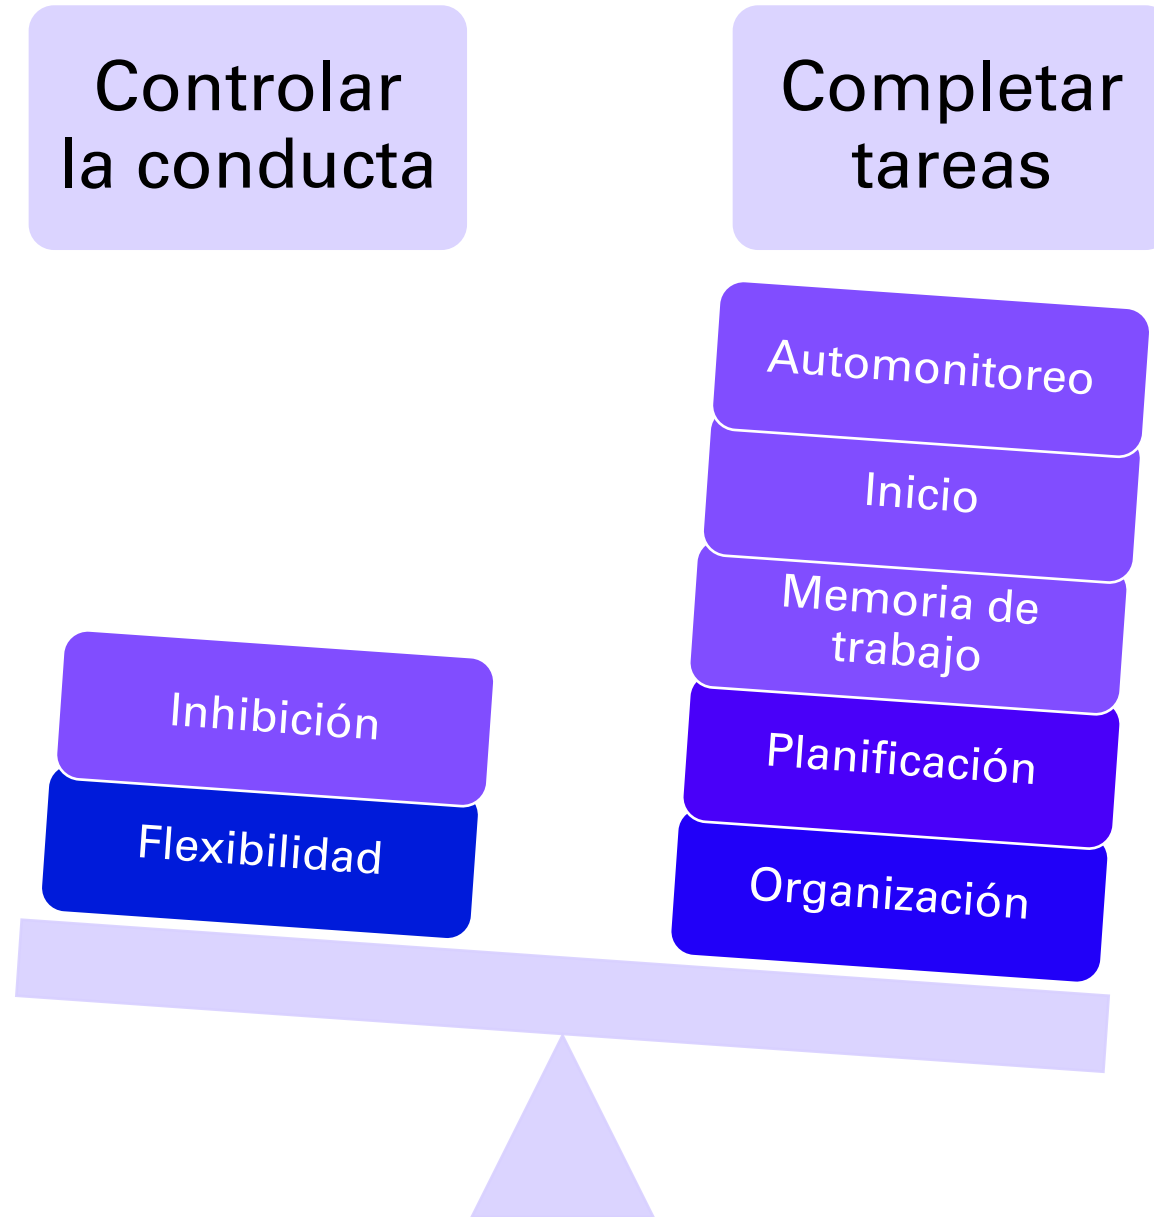 Controlar
la conducta
Completar
tareas
Automonitoreo
Inicio
Memoria de
trabajo
Planificación
Organización
Inhibición
Flexibilidad